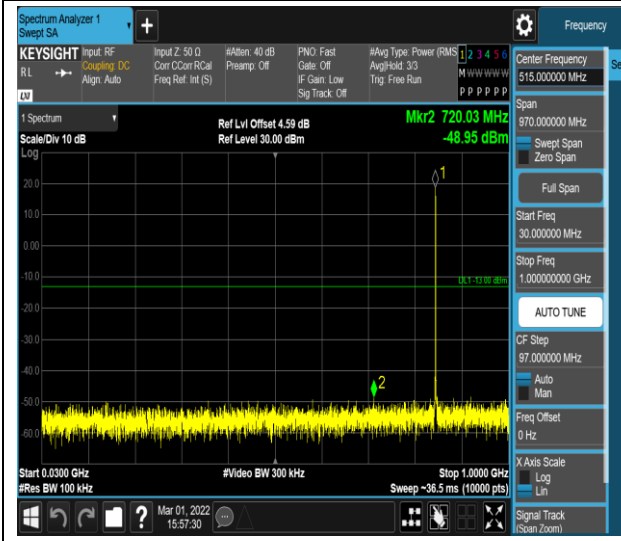 Spectrum Analyzer 1
Swept SA
+
Frequency
KEYSIGHT
RL
LXI
Input: RF
Coupling: DC
Align: Auto
Input Z: 50 Ω
Corr CCorr RCal
Freq Ref: Int (S)
#Atten: 40 dB
Preamp: Off
PNO: Fast
Gate: Off
IF Gain: Low
Sig Track: Off
#Avg Type: Power (RMS
Avg|Hold: 3/3
Trig: Free Run
1 2 3 4 5 6
M W W W W W
P P P P P P
1 Spectrum
Scale/Div 10 dB
Log
Ref Lvl Offset 4.59 dB
Ref Level 30.00 dBm
Mkr2 720.03 MHz
-48.95 dBm
20.0
10.0
0.00
-10.0
-20.0
-30.0
-40.0
-50.0
-60.0
1
DL1 -13.00 dBm
2
Start 0.0300 GHz
#Res BW 100 kHz
#Video BW 300 kHz
Stop 1.0000 GHz
Sweep ~36.5 ms (10000 pts)
?
Mar 01, 2022
15:57:30
Center Frequency
515.000000 MHz
Se
Span
970.000000 MHz
Swept Span
Zero Span
Full Span
Start Freq
30.000000 MHz
Stop Freq
1.000000000 GHz
AUTO TUNE
CF Step
97.000000 MHz
Auto
Man
Freq Offset
0 Hz
X Axis Scale
Log
Lin
Signal Track
(Span Zoom)